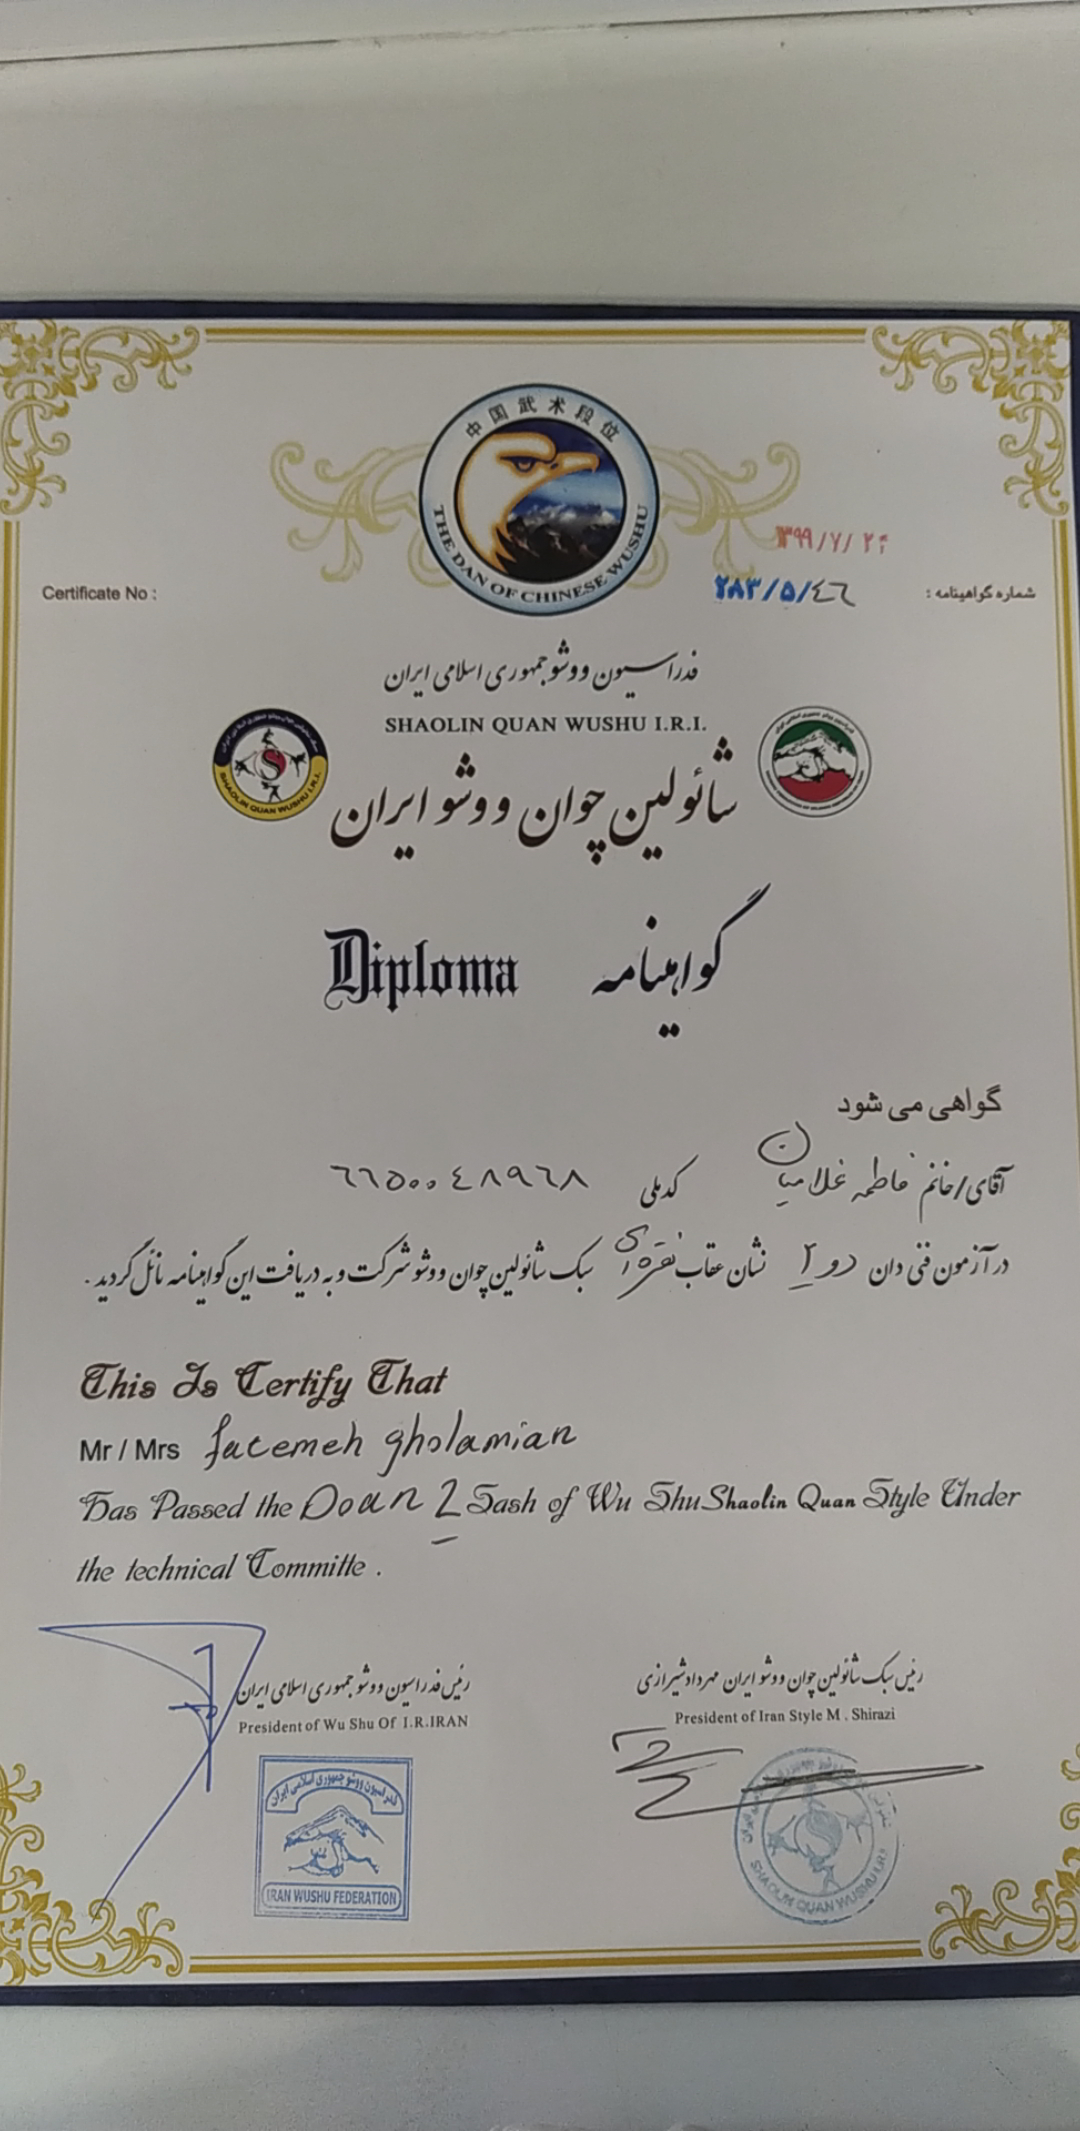 中国武术段位
THE DAN OF CHINESE WUSHU
۱۳۹۹/۷/۲۴
Certificate No :
شماره گواهینامه : ۲۸۳/۵/٤٦
فدراسیون ووشو جمهوری اسلامی ایران
SHAOLIN QUAN WUSHU I.R.I.
SHAOLIN QUAN WUSHU I.R.I.
شائولین چوان ووشو ایران
Diploma گواهینامه
گواهی می شود
آقای/خانم فاطمه غلامیان کدملی ٦٦٥٠٠٤٨٩٦٨
در آزمون فنی دان دو ۲ نشان عقاب نقره ای سبک شائولین چوان ووشو شرکت و به دریافت این گواهینامه نائل گردید .
This Is Certify That
Mr / Mrs fatemeh gholamian
Has Passed the Doan 2 Sash of Wu Shu Shaolin Quan Style Under
the technical Committe .
رئیس فدراسیون ووشو جمهوری اسلامی ایران
President of Wu Shu Of I.R.IRAN
رئیس سبک شائولین چوان ووشو ایران مهرداد شیرازی
President of Iran Style M . Shirazi
فدراسیون ووشو جمهوری اسلامی ایران
IRAN WUSHU FEDERATION
SHAOLIN QUAN WUSHU I.R.I